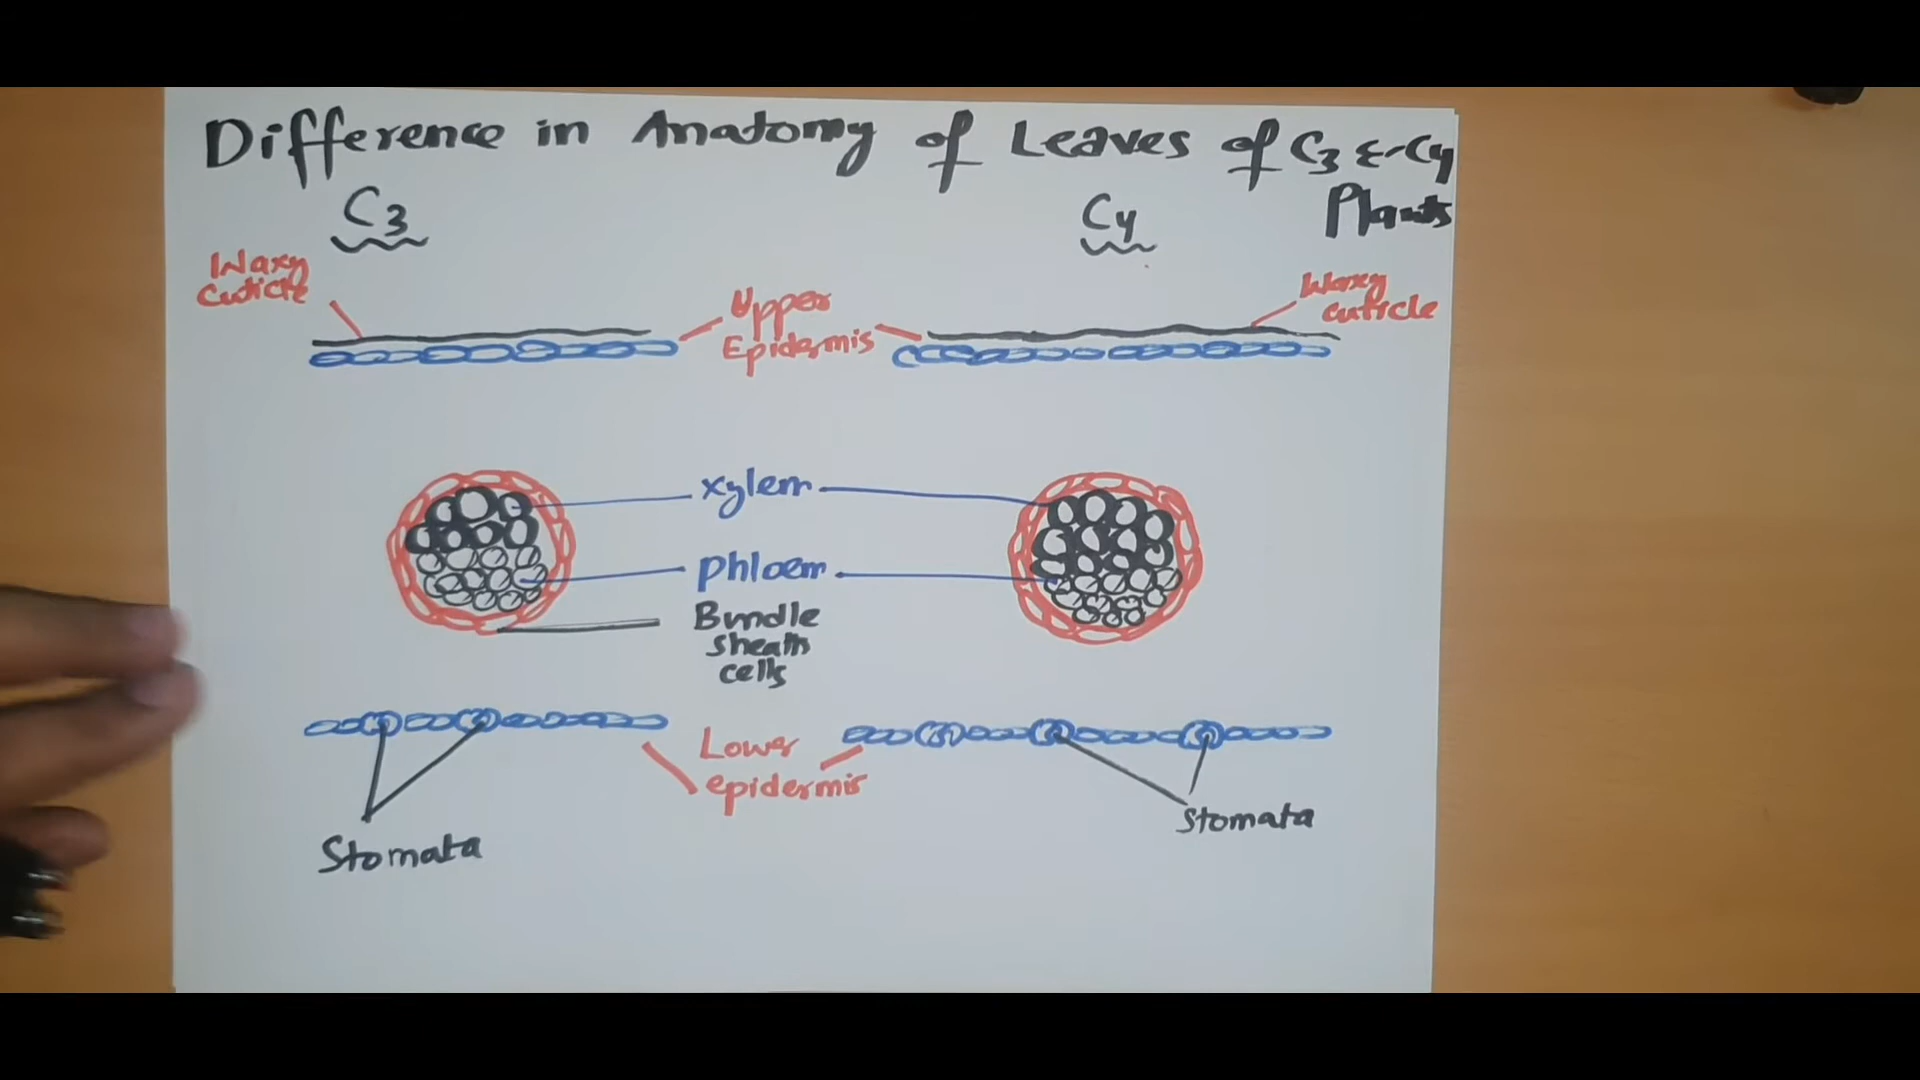 Difference in Anatomy of Leaves of C3 & C4
Plants
C3
C4
Waxy
cuticle
Upper
Epidermis
Waxy
cuticle
xylem
phloem
Bundle
sheath
cells
Lower
epidermis
Stomata
Stomata